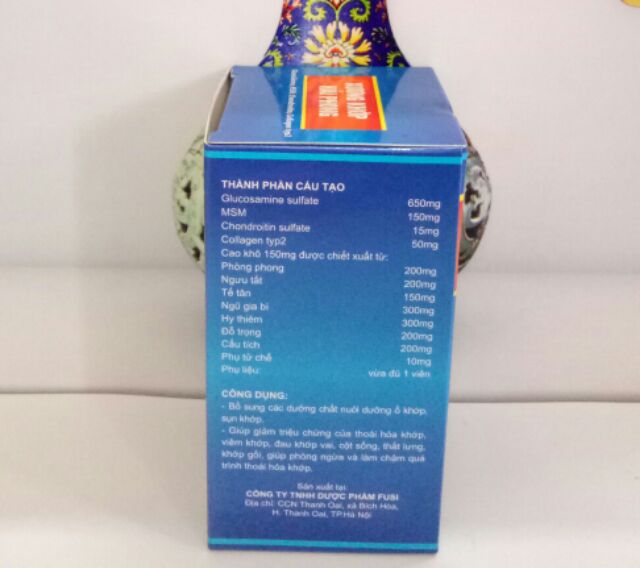 XƯƠNG KHỚP
THÀNH PHẦN CẤU TẠO
Glucosamine sulfate 650mg
MSM 150mg
Chondroitin sulfate 15mg
Collagen typ2 50mg
Cao khô 150mg được chiết xuất từ:
Phòng phong 200mg
Ngưu tất 200mg
Tế tân 150mg
Ngũ gia bì 300mg
Hy thiêm 300mg
Đỗ trọng 200mg
Cẩu tích 200mg
Phụ tử chế 10mg
Phụ liệu: vừa đủ 1 viên
CÔNG DỤNG:
- Bổ sung các dưỡng chất nuôi dưỡng ổ khớp,
sụn khớp.
- Giúp giảm triệu chứng của thoái hóa khớp,
viêm khớp, đau khớp vai, cột sống, thắt lưng,
khớp gối, giúp phòng ngừa và làm chậm quá
trình thoái hóa khớp.
Sản xuất tại:
CÔNG TY TNHH DƯỢC PHẨM FUSI
Địa chỉ: CCN Thanh Oai, xã Bích Hòa,
H. Thanh Oai, TP.Hà Nội